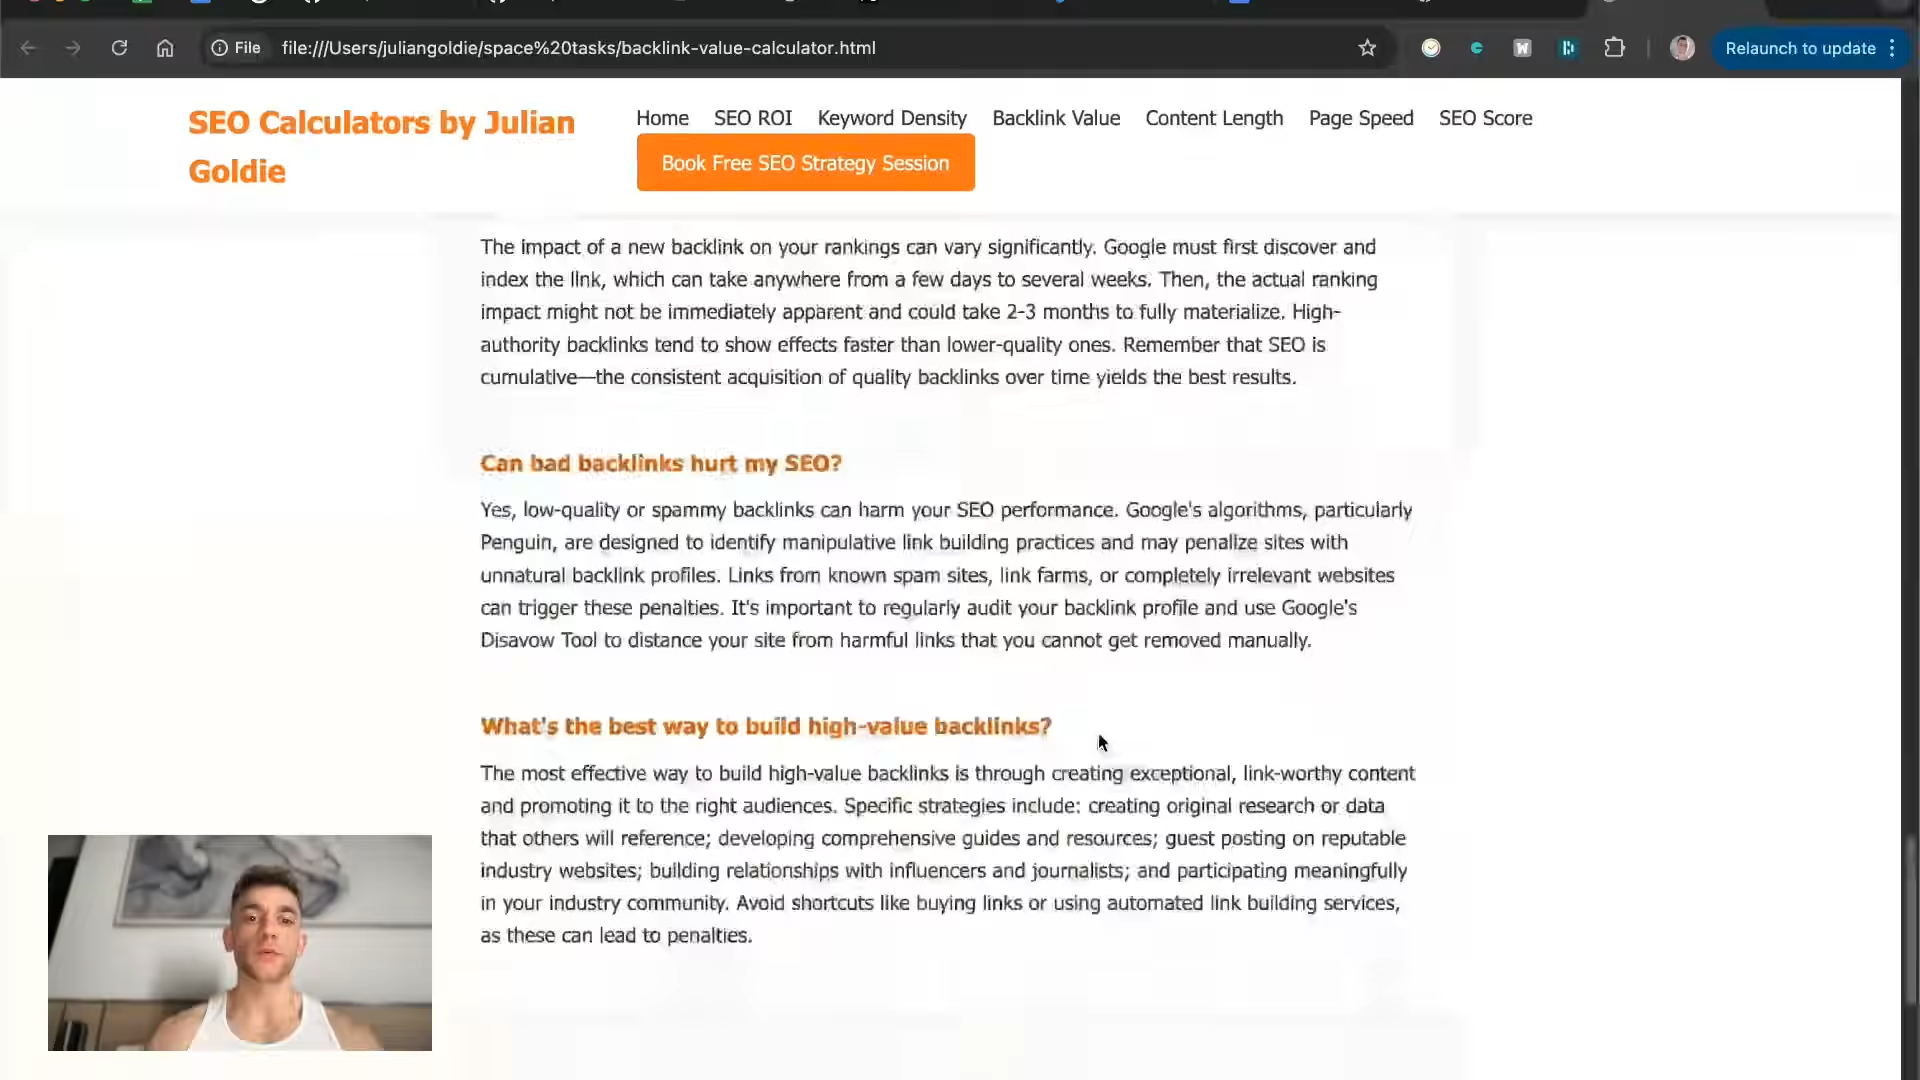 File
file:///Users/juliangoldie/space%20tasks/backlink-value-calculator.html
Relaunch to update
SEO Calculators by Julian
Goldie
Home SEO ROI Keyword Density Backlink Value Content Length Page Speed SEO Score
Book Free SEO Strategy Session
The impact of a new backlink on your rankings can vary significantly. Google must first discover and
index the link, which can take anywhere from a few days to several weeks. Then, the actual ranking
impact might not be immediately apparent and could take 2-3 months to fully materialize. High-
authority backlinks tend to show effects faster than lower-quality ones. Remember that SEO is
cumulative—the consistent acquisition of quality backlinks over time yields the best results.
Can bad backlinks hurt my SEO?
Yes, low-quality or spammy backlinks can harm your SEO performance. Google's algorithms, particularly
Penguin, are designed to identify manipulative link building practices and may penalize sites with
unnatural backlink profiles. Links from known spam sites, link farms, or completely irrelevant websites
can trigger these penalties. It's important to regularly audit your backlink profile and use Google's
Disavow Tool to distance your site from harmful links that you cannot get removed manually.
What's the best way to build high-value backlinks?
The most effective way to build high-value backlinks is through creating exceptional, link-worthy content
and promoting it to the right audiences. Specific strategies include: creating original research or data
that others will reference; developing comprehensive guides and resources; guest posting on reputable
industry websites; building relationships with influencers and journalists; and participating meaningfully
in your industry community. Avoid shortcuts like buying links or using automated link building services,
as these can lead to penalties.